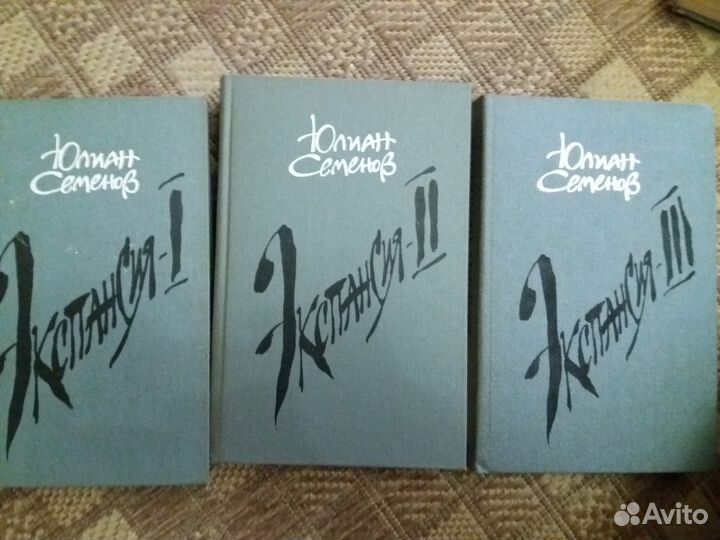 Юлиан
Семенов
Экспансия-I
Юлиан
Семенов
Экспансия-II
Юлиан
Семенов
Экспансия-III
Avito